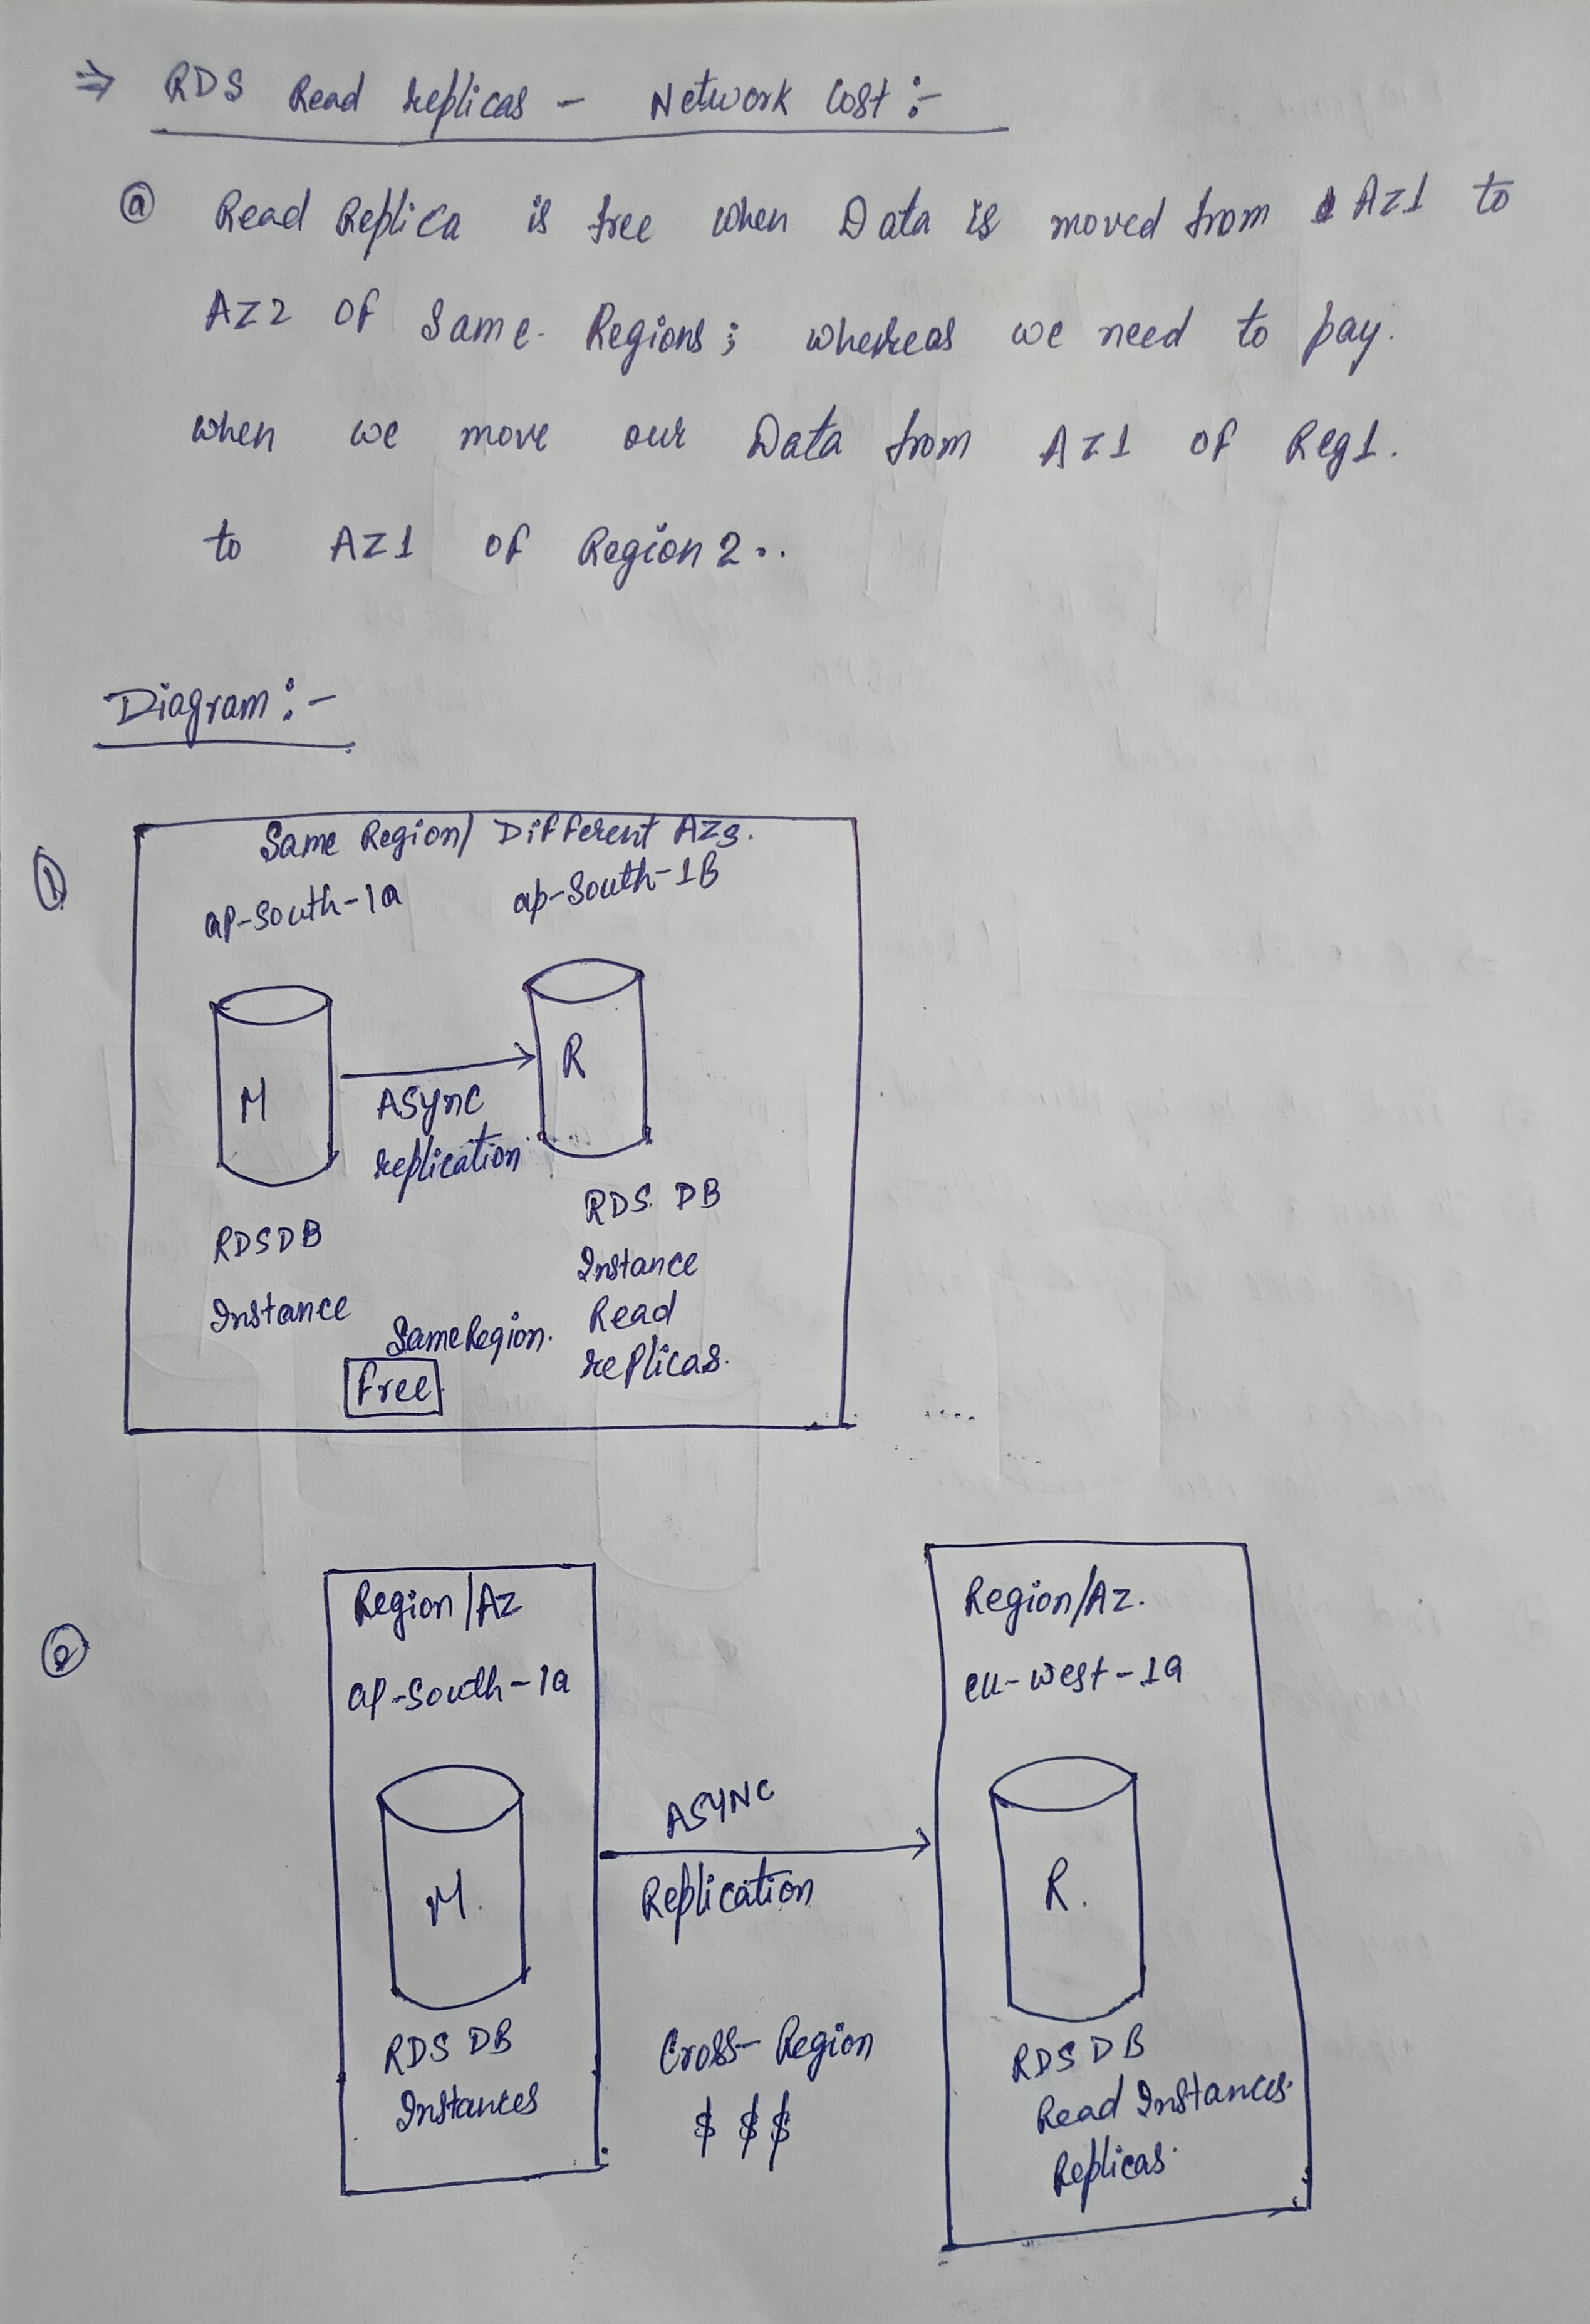 ⇒ RDS Read replicas - Network Cost :-
@ Read Replica is free when Data is moved from AZ1 to
AZ2 of Same Regions; whereas we need to pay.
when we move our Data from AZ1 of Reg1.
to AZ1 of Region 2..
Diagram :-
①
Same Region/ Different AZs.
ap-South-1a ap-South-1B
M
R
ASync
replication
RDSDB
Instance
RDS. DB
Instance
Read
rePlicas.
Same Region.
free
②
Region/AZ
ap-South-1a
M.
RDS DB
Instances
ASYNC
Replication
Cross-Region
$ $$
Region/AZ.
eu-west-1a
R.
RDSDB
Read Instances.
Replicas.